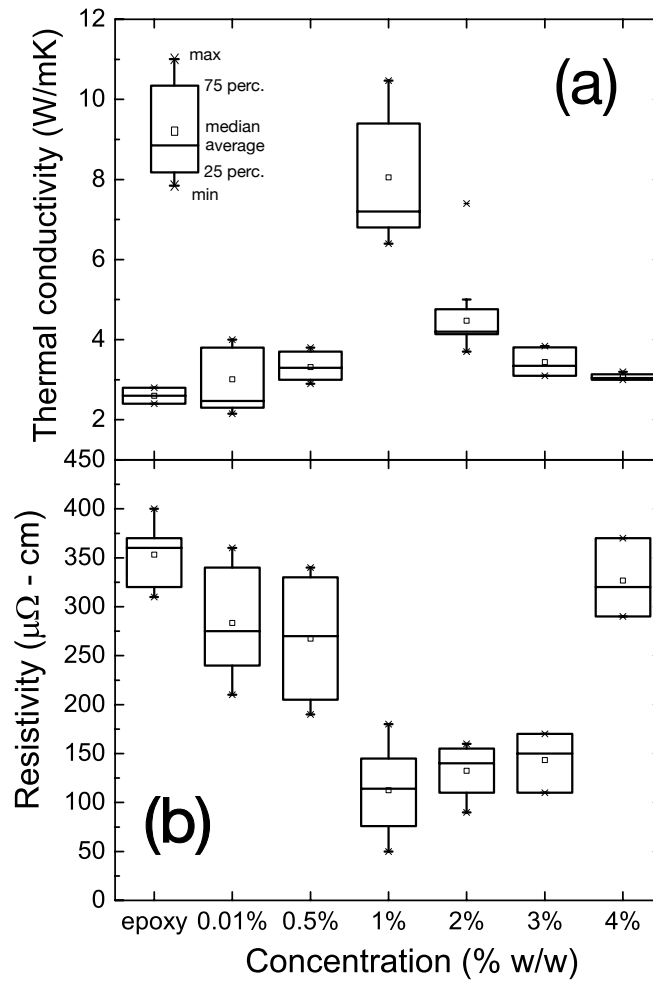 12
10
8
6
4
2
Thermal conductivity (W/mK)
max
75 perc.
median
average
25 perc.
min
(a)
450
400
350
300
250
200
150
100
50
0
Resistivity (μΩ - cm)
(b)
epoxy 0.01% 0.5% 1% 2% 3% 4%
Concentration (% w/w)